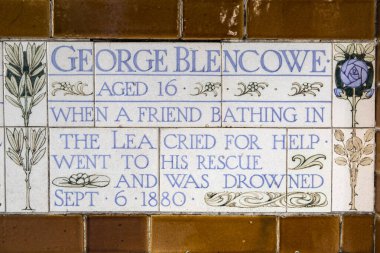 GEORGE BLENCOWE
AGED 16
WHEN A FRIEND BATHING IN
THE LEA CRIED FOR HELP
WENT TO HIS RESCUE
AND WAS DROWNED
SEPT. 6. 1880.